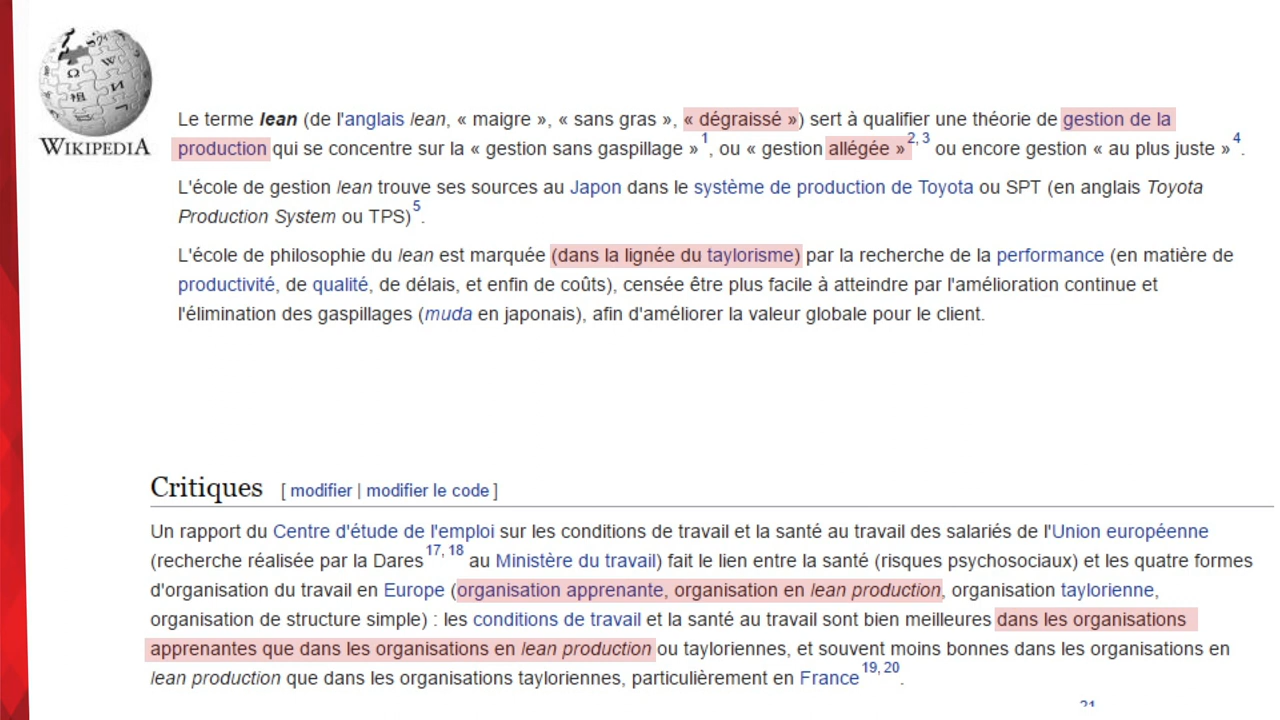 WIKIPEDIA
Le terme lean (de l'anglais lean, « maigre », « sans gras », « dégraissé ») sert à qualifier une théorie de gestion de la
production qui se concentre sur la « gestion sans gaspillage »1, ou « gestion allégée »2, 3 ou encore gestion « au plus juste »4.
L'école de gestion lean trouve ses sources au Japon dans le système de production de Toyota ou SPT (en anglais Toyota
Production System ou TPS)5.
L'école de philosophie du lean est marquée (dans la lignée du taylorisme) par la recherche de la performance (en matière de
productivité, de qualité, de délais, et enfin de coûts), censée être plus facile à atteindre par l'amélioration continue et
l'élimination des gaspillages (muda en japonais), afin d'améliorer la valeur globale pour le client.
Critiques [ modifier | modifier le code ]
Un rapport du Centre d'étude de l'emploi sur les conditions de travail et la santé au travail des salariés de l'Union européenne
(recherche réalisée par la Dares17, 18 au Ministère du travail) fait le lien entre la santé (risques psychosociaux) et les quatre formes
d'organisation du travail en Europe (organisation apprenante, organisation en lean production, organisation taylorienne,
organisation de structure simple) : les conditions de travail et la santé au travail sont bien meilleures dans les organisations
apprenantes que dans les organisations en lean production ou tayloriennes, et souvent moins bonnes dans les organisations en
lean production que dans les organisations tayloriennes, particulièrement en France19, 20.
21